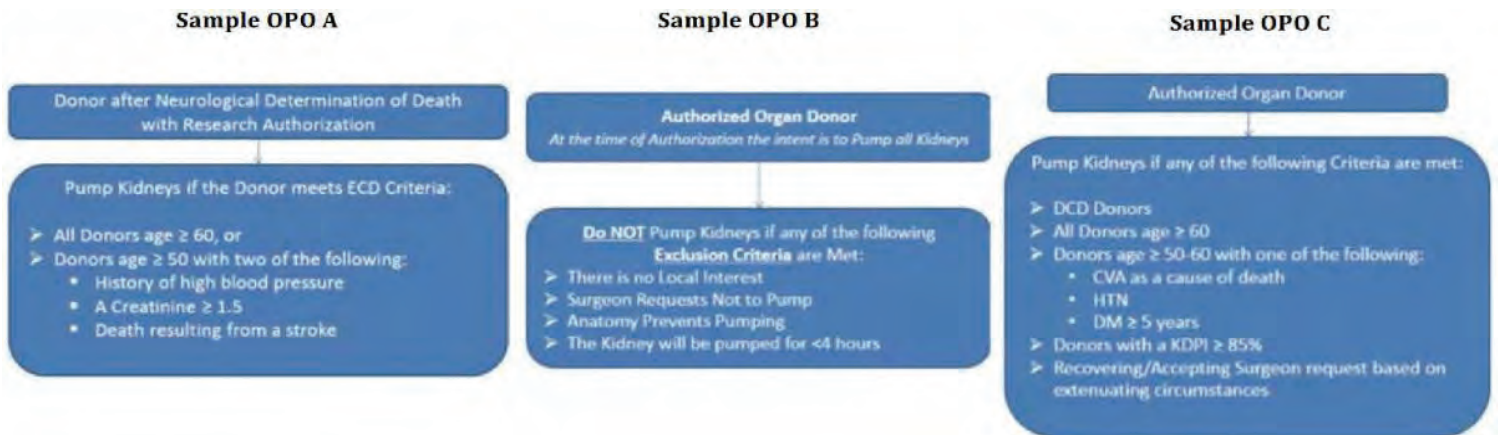 Sample OPO A
Donor after Neurological Determination of Death
with Research Authorization
Pump Kidneys if the Donor meets ECD Criteria:
➤ All Donors age ≥ 60, or
➤ Donors age ≥ 50 with two of the following:
▪ History of high blood pressure
▪ A Creatinine ≥ 1.5
▪ Death resulting from a stroke
Sample OPO B
Authorized Organ Donor
At the time of Authorization the intent is to Pump all Kidneys
Do NOT Pump Kidneys if any of the following
Exclusion Criteria are Met:
➤ There is no Local Interest
➤ Surgeon Requests Not to Pump
➤ Anatomy Prevents Pumping
➤ The Kidney will be pumped for <4 hours
Sample OPO C
Authorized Organ Donor
Pump Kidneys if any of the following Criteria are met:
➤ DCD Donors
➤ All Donors age ≥ 60
➤ Donors age ≥ 50-60 with one of the following:
• CVA as a cause of death
• HTN
• DM ≥ 5 years
➤ Donors with a KDPI ≥ 85%
➤ Recovering/Accepting Surgeon request based on
extenuating circumstances